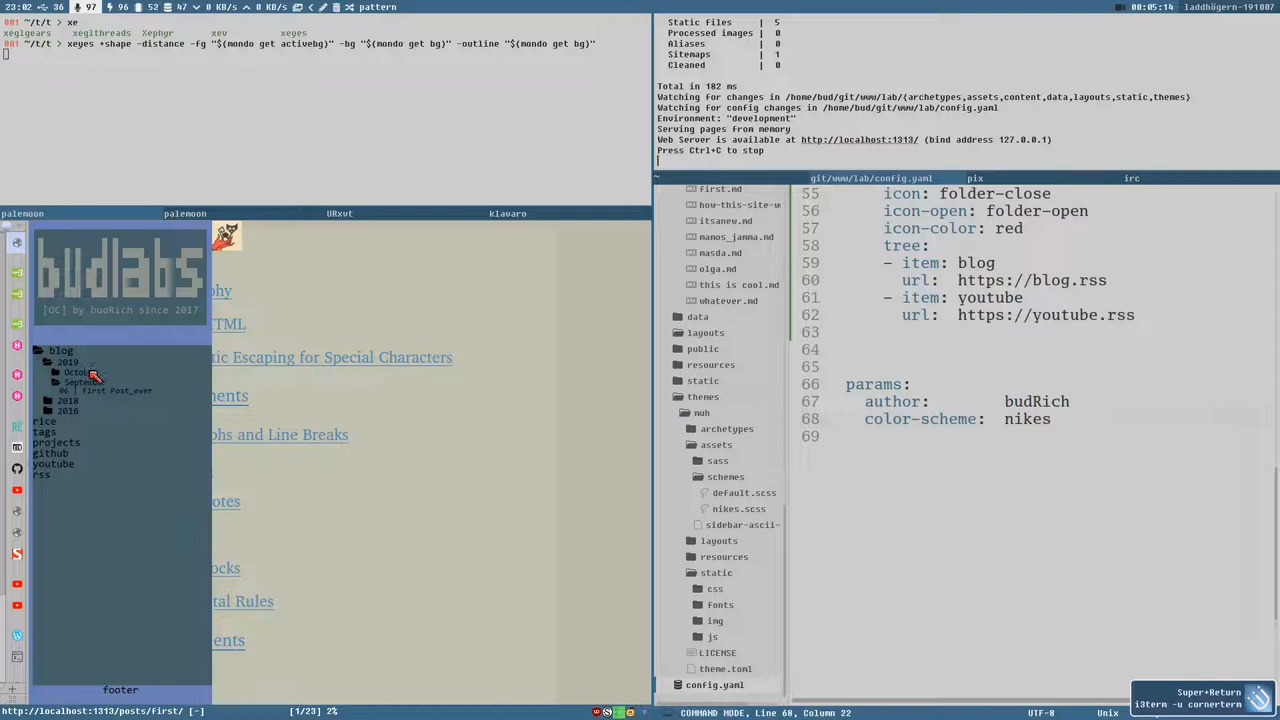 23:02 36 97 96 52 47 0 KB/s 0 KB/s pattern
00:05:14 laddhögern-191007
001 ~/t/t > xe
xeglgears xeglthreads Xephyr xev xeyes
001 ~/t/t > xeyes +shape -distance -fg "$(mondo get activebg)" -bg "$(mondo get bg)" -outline "$(mondo get bg)"
Static files | 5
Processed images | 0
Aliases | 0
Sitemaps | 1
Cleaned | 0
Total in 182 ms
Watching for changes in /home/bud/git/www/lab/{archetypes,assets,content,data,layouts,static,themes}
Watching for config changes in /home/bud/git/www/lab/config.yaml
Environment: "development"
Serving pages from memory
Web Server is available at http://localhost:1313/ (bind address 127.0.0.1)
Press Ctrl+C to stop
palemoon palemoon URxvt klavaro
budlabs
[OC] by budRich since 2017
blog
2019
06 | First Post_ever
2018
2016
rice
tags
projects
github
youtube
rss
footer
phy
TML
tic Escaping for Special Characters
ents
phs and Line Breaks
otes
ocks
tal Rules
ents
http://localhost:1313/posts/first/ [-] [1/23] 2%
~ git/www/lab/config.yaml pix irc
first.md
how-this-site-w
itsanew.md
mamos_jamma.md
masda.md
olga.md
this is cool.md
whatever.md
data
layouts
public
resources
static
themes
muh
archetypes
assets
sass
schemes
default.scss
nikes.scss
sidebar-ascii-
layouts
resources
static
css
fonts
img
js
LICENSE
theme.toml
config.yaml
55 icon: folder-close
56 icon-open: folder-open
57 icon-color: red
58 tree:
59 - item: blog
60 url: https://blog.rss
61 - item: youtube
62 url: https://youtube.rss
63
64
65
66 params:
67 author: budRich
68 color-scheme: nikes
69
Super+Return
i3term -u cornerterm
COMMAND MODE, Line 68, Column 22 UTF-8 Unix